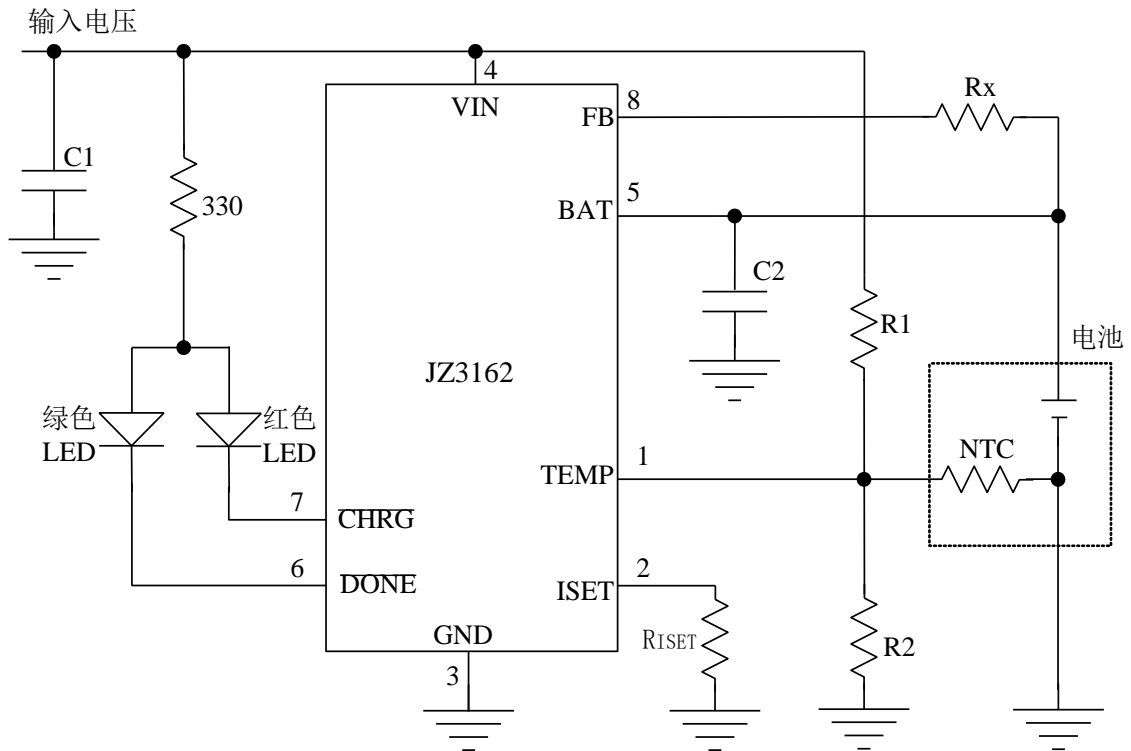 输入电压
4
VIN
8
FB
Rx
C1
330
5
BAT
C2
R1
电池
JZ3162
绿色
LED
红色
LED
NTC
1
TEMP
7
CHRG
6
DONE
2
ISET
RISET
GND
3
R2